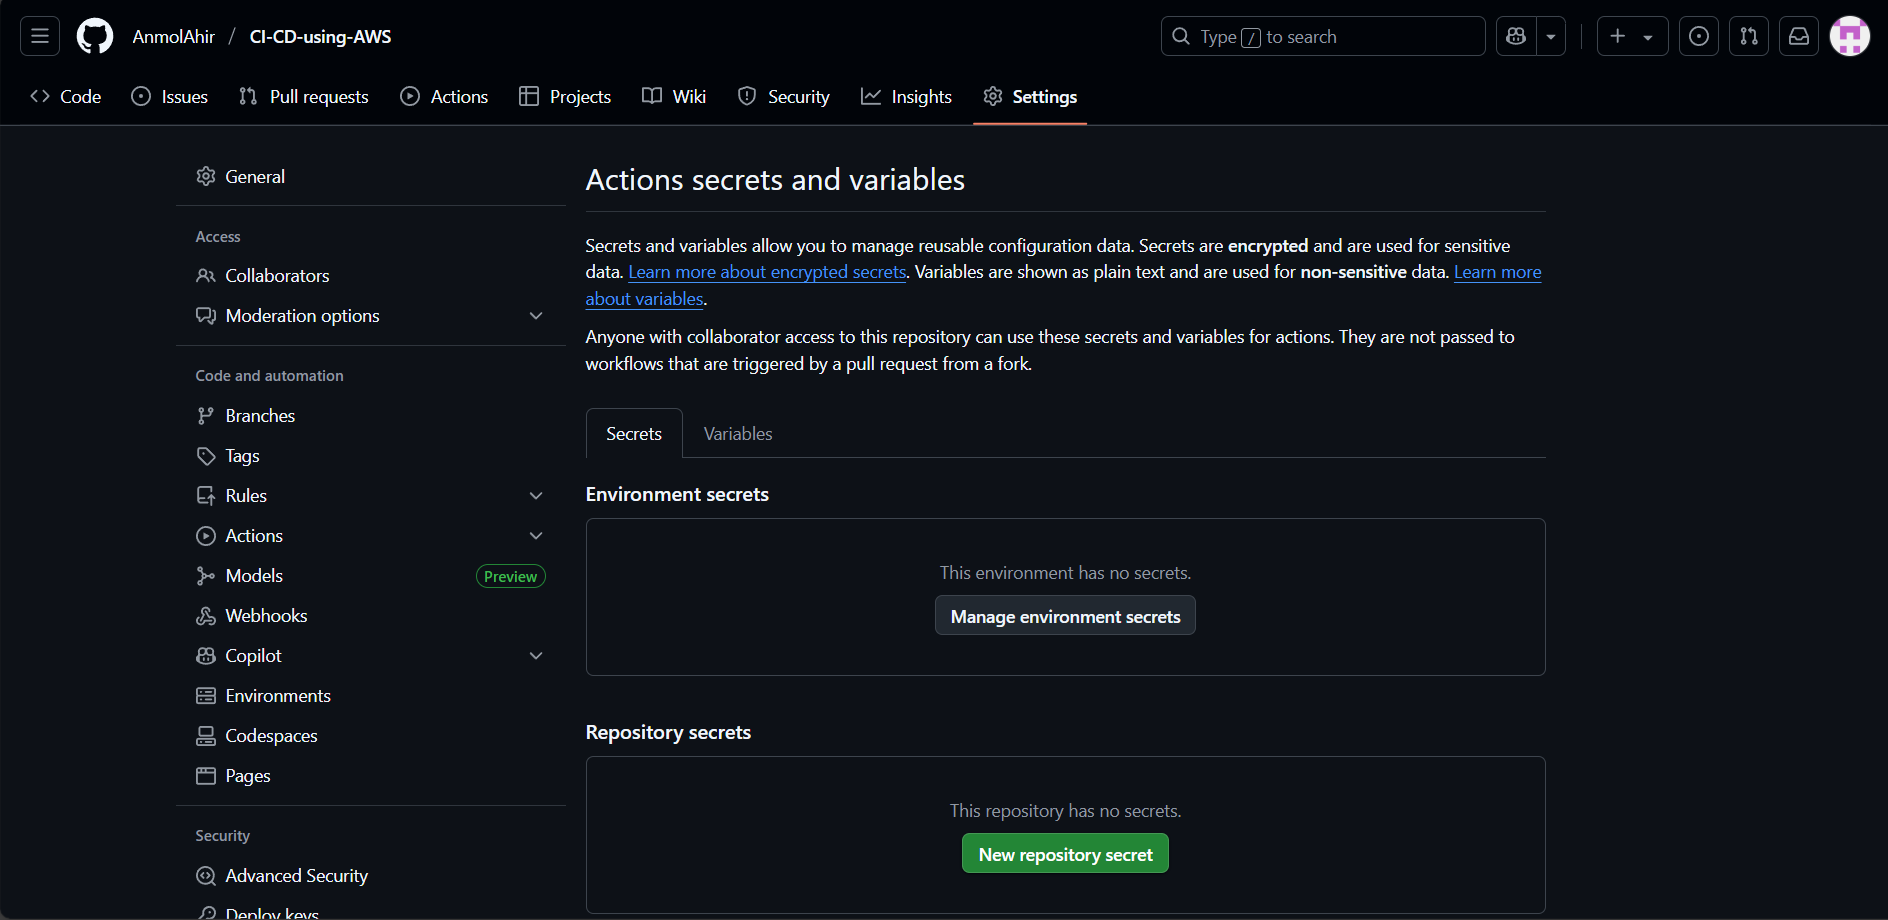 AnmolAhir / CI-CD-using-AWS
Type / to search
Code
Issues
Pull requests
Actions
Projects
Wiki
Security
Insights
Settings
General
Access
Collaborators
Moderation options
Code and automation
Branches
Tags
Rules
Actions
Models
Preview
Webhooks
Copilot
Environments
Codespaces
Pages
Security
Advanced Security
Deploy keys
Actions secrets and variables
Secrets and variables allow you to manage reusable configuration data. Secrets are encrypted and are used for sensitive
data. Learn more about encrypted secrets. Variables are shown as plain text and are used for non-sensitive data. Learn more
about variables.
Anyone with collaborator access to this repository can use these secrets and variables for actions. They are not passed to
workflows that are triggered by a pull request from a fork.
Secrets
Variables
Environment secrets
This environment has no secrets.
Manage environment secrets
Repository secrets
This repository has no secrets.
New repository secret